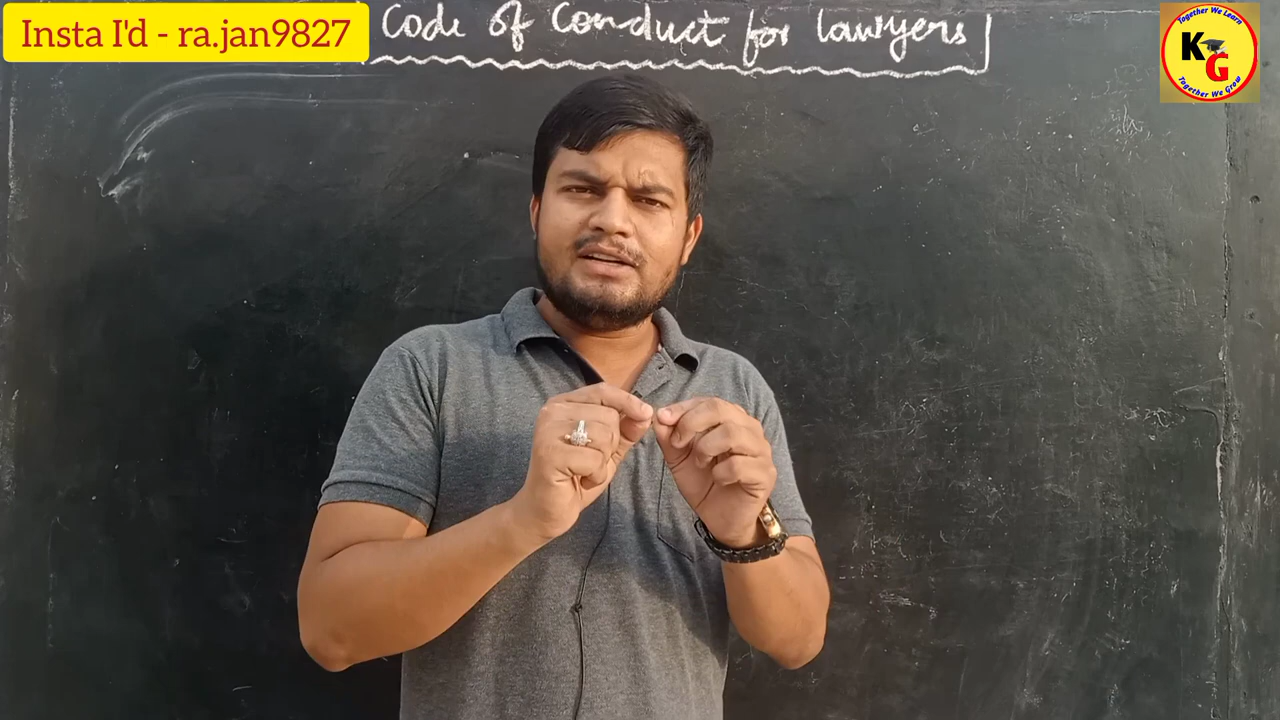 Insta I'd - ra.jan9827
Code of Conduct for lawyers
Together We Learn
KG
Together We Grow